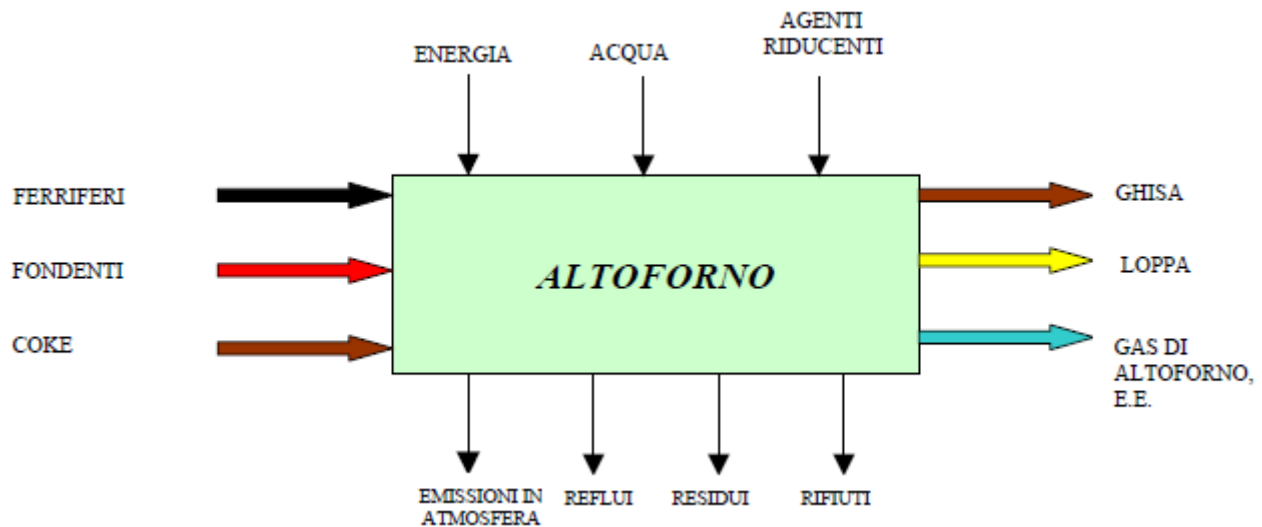 ENERGIA
ACQUA
AGENTI
RIDUCENTI
FERRIFERI
FONDENTI
COKE
ALTOFORNO
GHISA
LOPPA
GAS DI
ALTOFORNO,
E.E.
EMISSIONI IN
ATMOSFERA
REFLUI
RESIDUI
RIFIUTI